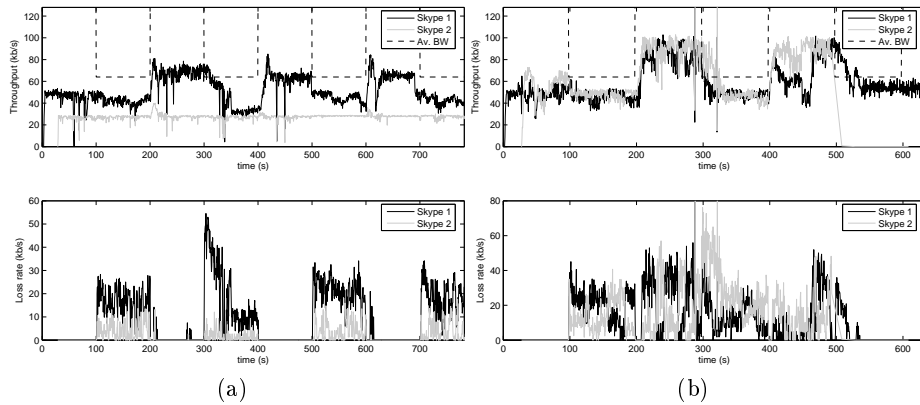 120
100
80
60
40
20
0
Throughput (kb/s)
Skype 1
Skype 2
Av. BW
0 100 200 300 400 500 600 700
time (s)
120
100
80
60
40
20
0
Throughput (kb/s)
Skype 1
Skype 2
Av. BW
0 100 200 300 400 500 600
time (s)
60
50
40
30
20
10
0
Loss rate (kb/s)
Skype 1
Skype 2
0 100 200 300 400 500 600 700
time (s)
80
60
40
20
0
Loss rate (kb/s)
Skype 1
Skype 2
0 100 200 300 400 500 600
time (s)
(a)
(b)